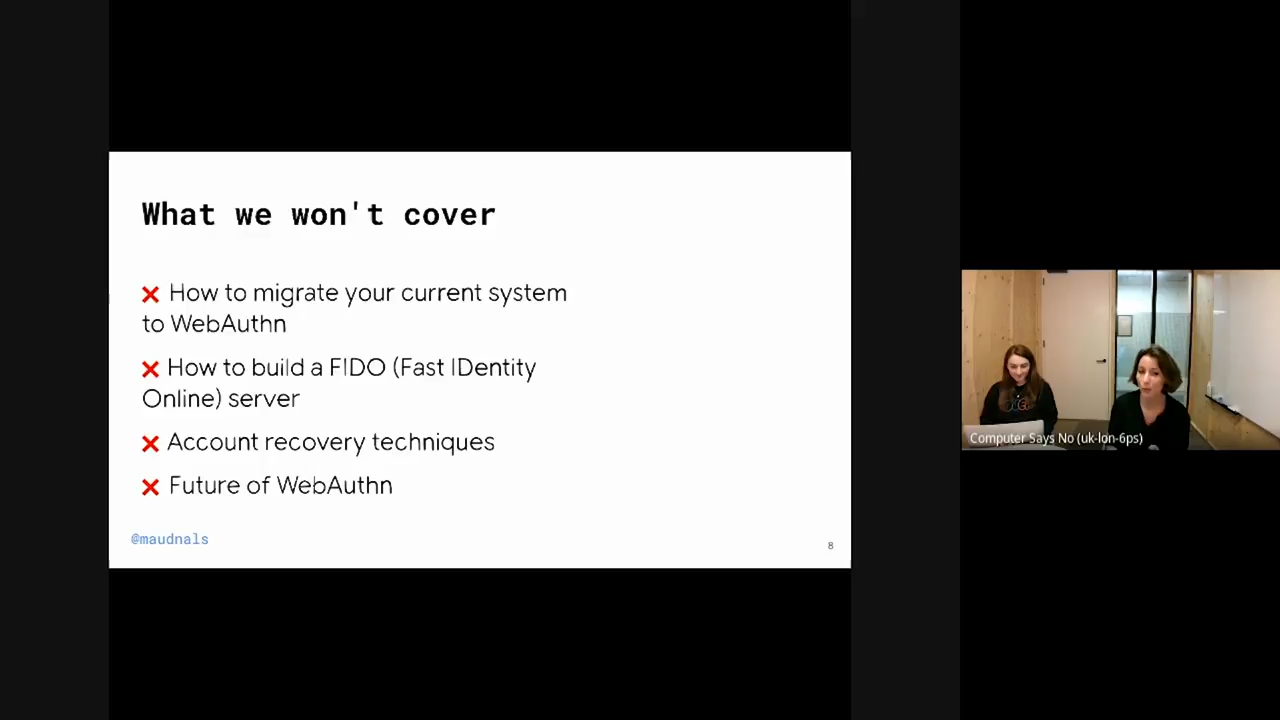 What we won't cover
❌ How to migrate your current system
to WebAuthn
❌ How to build a FIDO (Fast IDentity
Online) server
❌ Account recovery techniques
❌ Future of WebAuthn
@maudnals
8
Computer Says No (uk-lon-6ps)